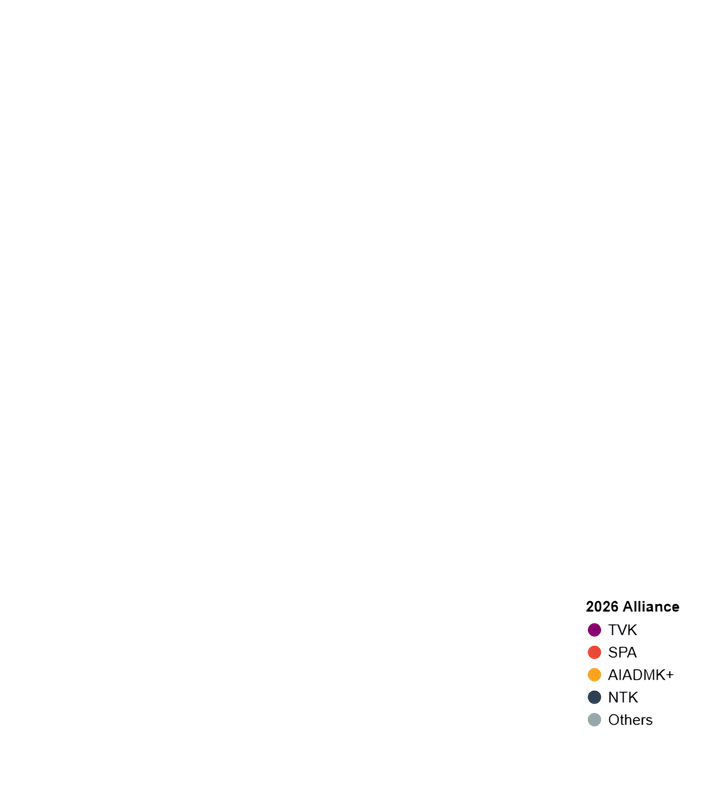 2026 Alliance
TVK
SPA
AIADMK+
NTK
Others